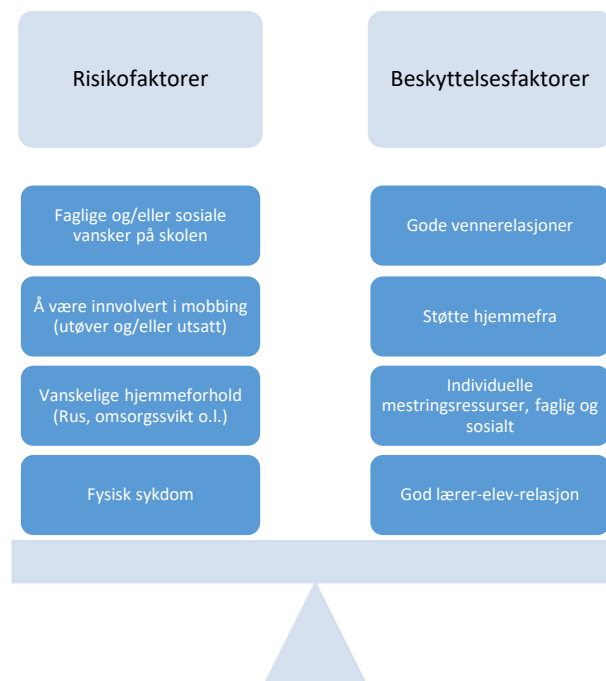 Risikofaktorer
Beskyttelsesfaktorer
Faglige og/eller sosiale
vansker på skolen
Gode vennerelasjoner
Å være innvolvert i mobbing
(utøver og/eller utsatt)
Støtte hjemmefra
Vanskelige hjemmeforhold
(Rus, omsorgssvikt o.l.)
Individuelle
mestringsressurser, faglig og
sosialt
Fysisk sykdom
God lærer-elev-relasjon